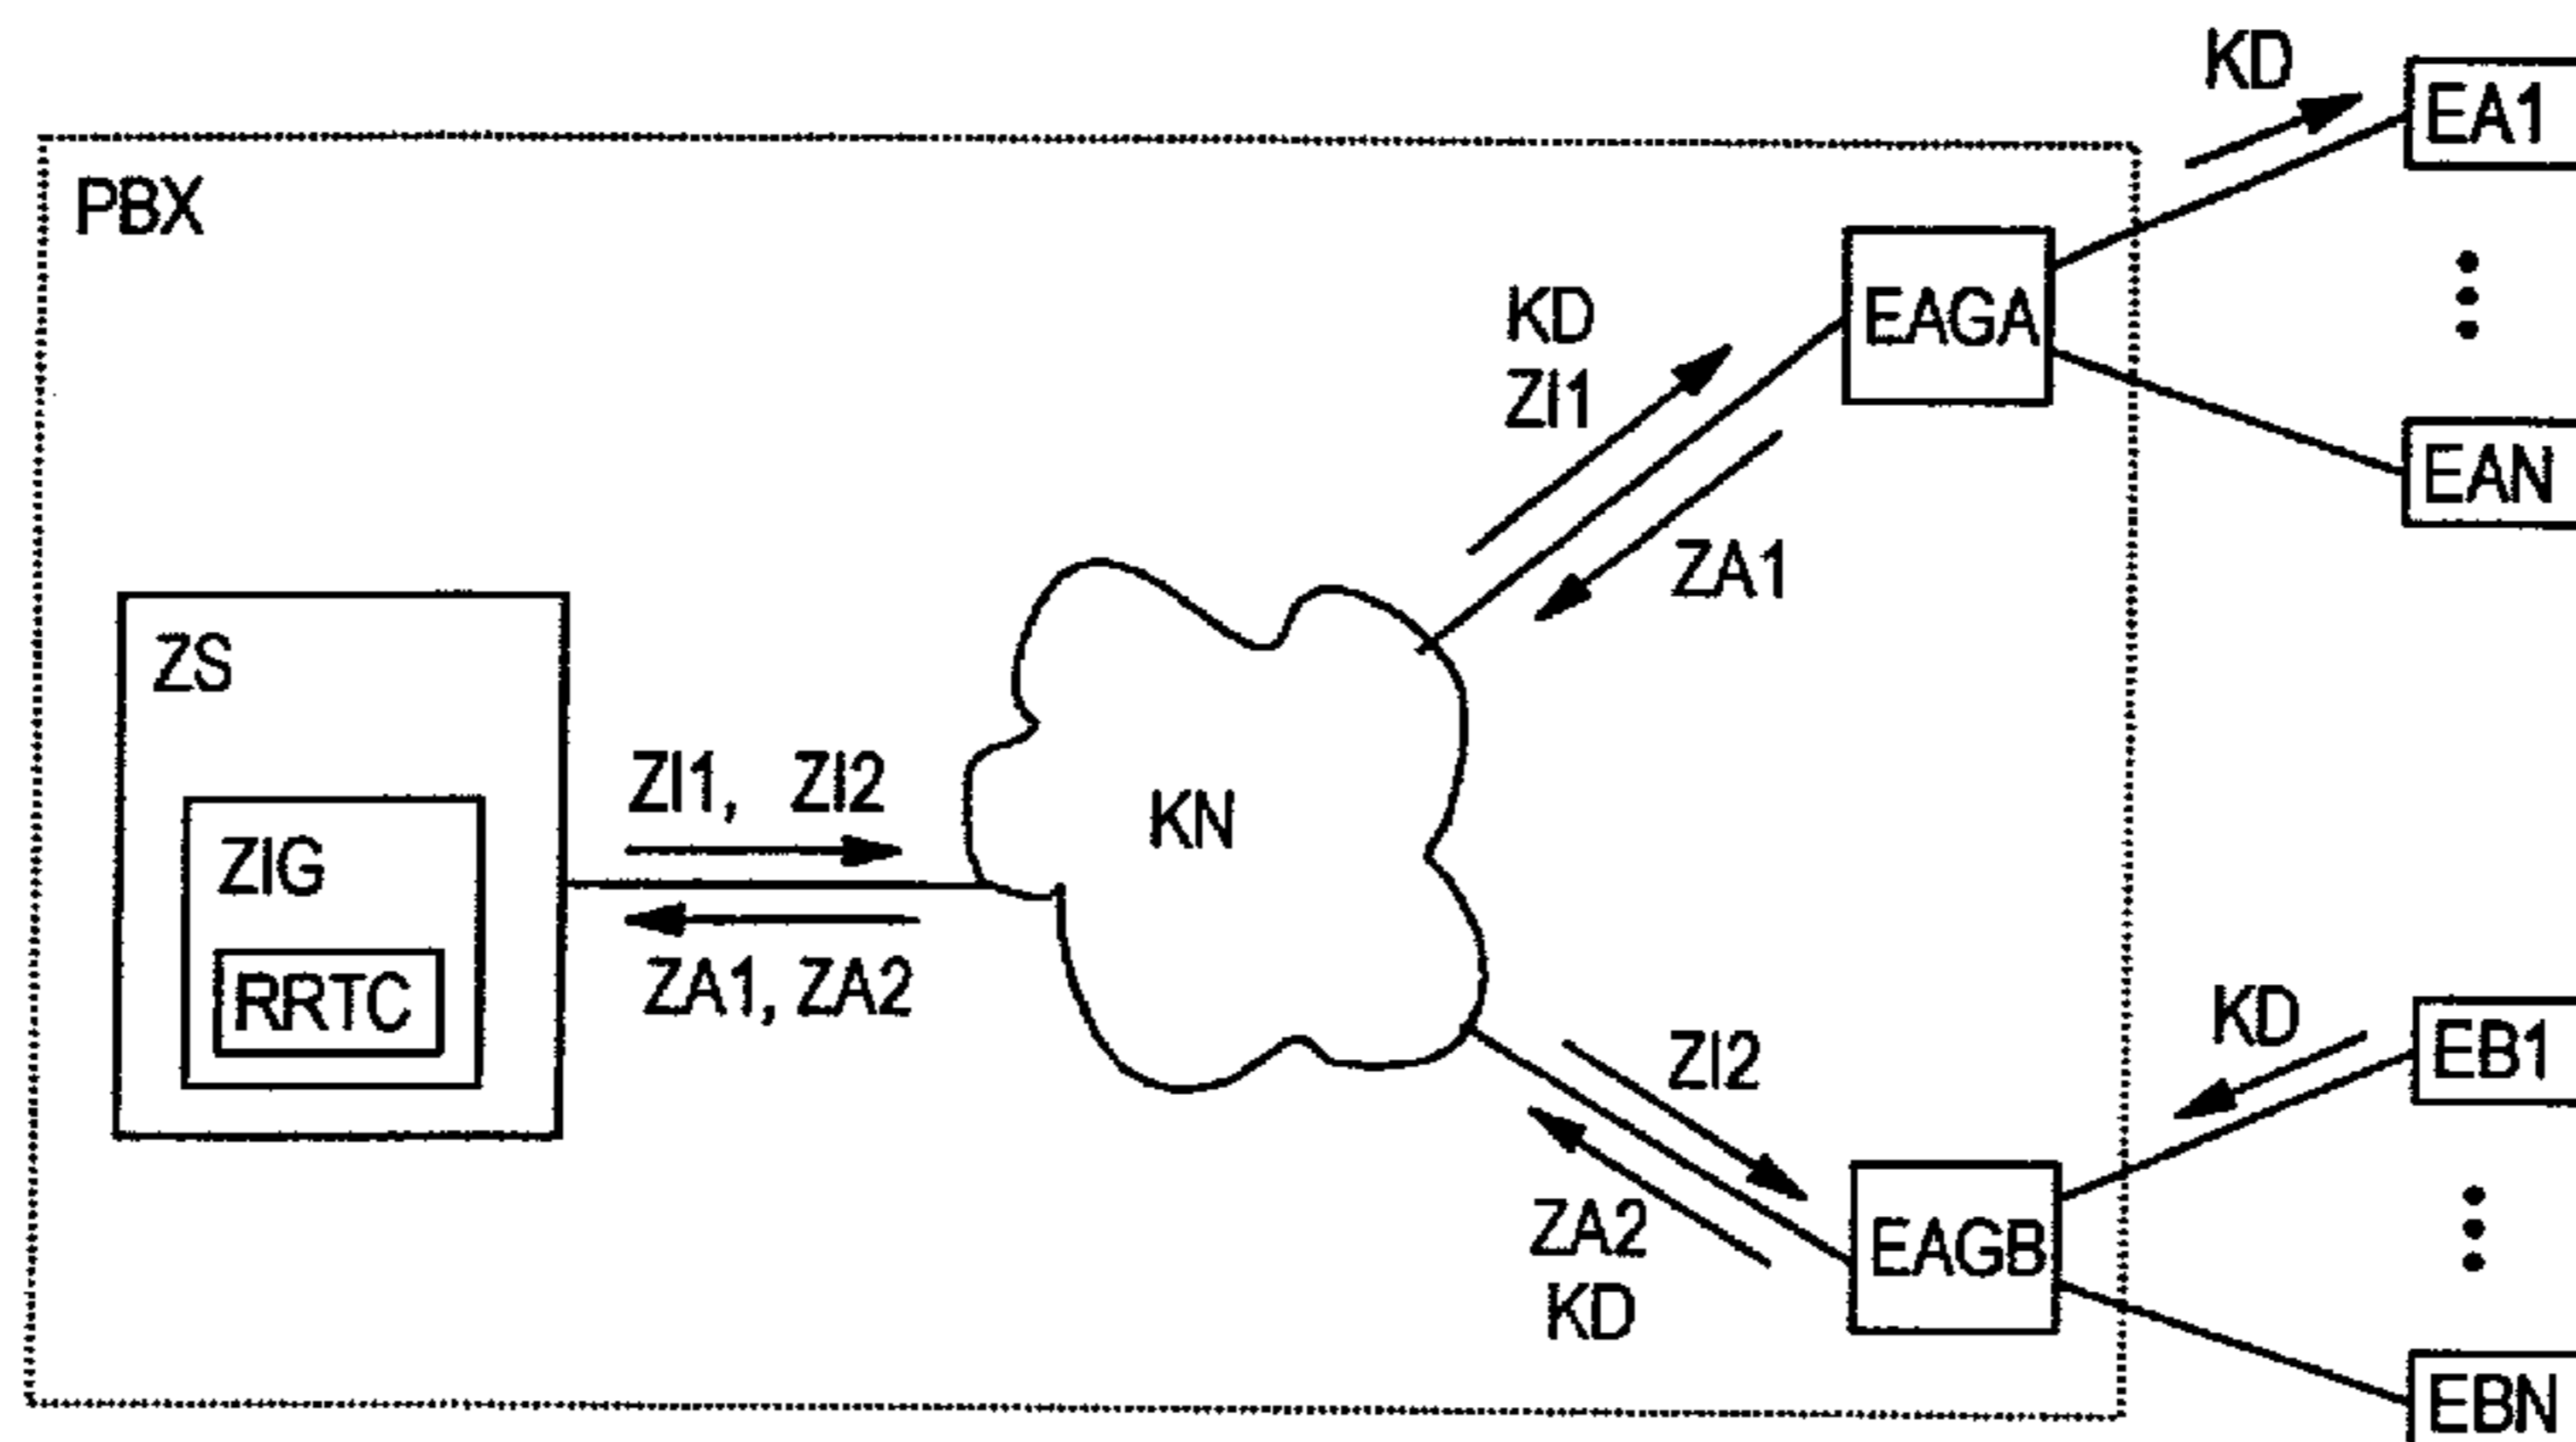 KD
EA1
PBX
EAGA
KD
ZI1
EAN
ZA1
ZS
ZI1, ZI2
KN
ZIG
RRTC
ZA1, ZA2
KD
EB1
ZI2
ZA2
EAGB
KD
EBN